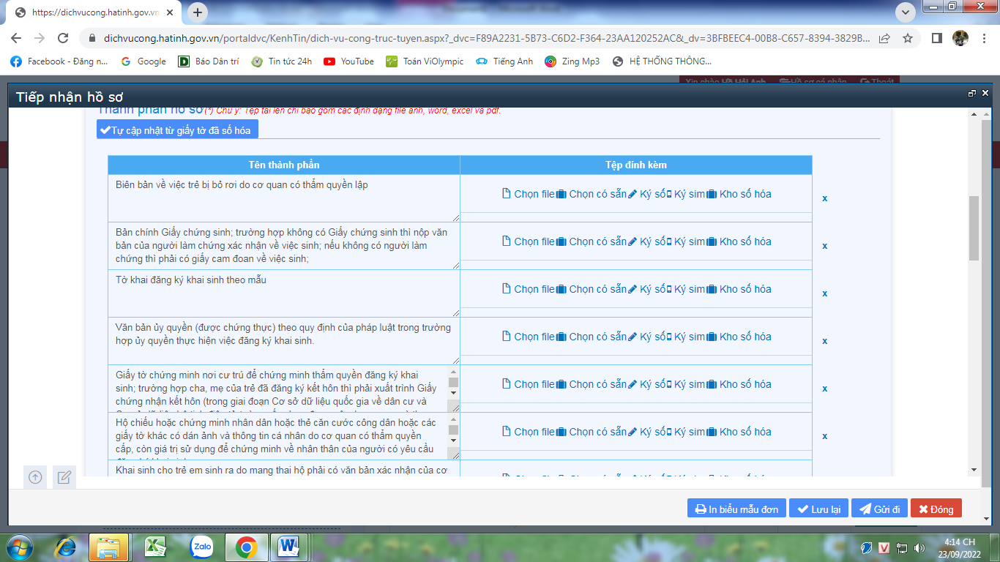 https://dichvucong.hatinh.gov.vn
dichvucong.hatinh.gov.vn/portaldvc/KenhTin/dich-vu-cong-truc-tuyen.aspx?_dvc=F89A2231-5B73-C6D2-F364-23AA120252AC&_dv=3BFBEEC4-00B8-C657-8394-3829B...
Facebook - Đăng n... Google Báo Dân trí Tin tức 24h YouTube Toán ViOlympic Tiếng Anh Zing Mp3 HỆ THỐNG THÔNG...
Xin chào Hồ Hải Anh Hồ sơ cá nhân Thoát
Tiếp nhận hồ sơ
Thành phần hồ sơ (*) Chú ý: Tệp tải lên chỉ bao gồm các định dạng file ảnh, word, excel và pdf.
Tự cập nhật từ giấy tờ đã số hóa
Tên thành phần Tệp đính kèm
Biên bản về việc trẻ bị bỏ rơi do cơ quan có thẩm quyền lập
Chọn file Chọn có sẵn Ký số Ký sim Kho số hóa x
Bản chính Giấy chứng sinh; trường hợp không có Giấy chứng sinh thì nộp văn
bản của người làm chứng xác nhận về việc sinh; nếu không có người làm
chứng thì phải có giấy cam đoan về việc sinh;
Chọn file Chọn có sẵn Ký số Ký sim Kho số hóa x
Tờ khai đăng ký khai sinh theo mẫu
Chọn file Chọn có sẵn Ký số Ký sim Kho số hóa x
Văn bản ủy quyền (được chứng thực) theo quy định của pháp luật trong trường
hợp ủy quyền thực hiện việc đăng ký khai sinh.
Chọn file Chọn có sẵn Ký số Ký sim Kho số hóa x
Giấy tờ chứng minh nơi cư trú để chứng minh thẩm quyền đăng ký khai
sinh; trường hợp cha, mẹ của trẻ đã đăng ký kết hôn thì phải xuất trình Giấy
chứng nhận kết hôn (trong giai đoạn Cơ sở dữ liệu quốc gia về dân cư và
Chọn file Chọn có sẵn Ký số Ký sim Kho số hóa x
Hộ chiếu hoặc chứng minh nhân dân hoặc thẻ căn cước công dân hoặc các
giấy tờ khác có dán ảnh và thông tin cá nhân do cơ quan có thẩm quyền
cấp, còn giá trị sử dụng để chứng minh về nhân thân của người có yêu cầu
Chọn file Chọn có sẵn Ký số Ký sim Kho số hóa x
Khai sinh cho trẻ em sinh ra do mang thai hộ phải có văn bản xác nhận của cơ
In biểu mẫu đơn Lưu lại Gửi đi Đóng
Zalo
4:14 CH
23/09/2022